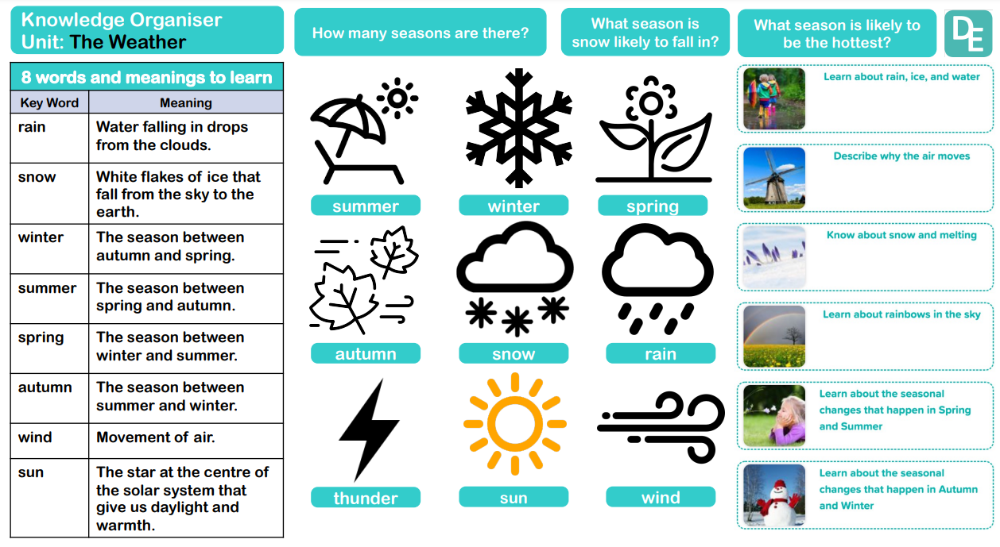 Knowledge Organiser
Unit: The Weather
How many seasons are there?
What season is
snow likely to fall in?
What season is likely to
be the hottest?
DE
8 words and meanings to learn
Key Word Meaning
rain Water falling in drops
from the clouds.
snow White flakes of ice that
fall from the sky to the
earth.
winter The season between
autumn and spring.
summer The season between
spring and autumn.
spring The season between
winter and summer.
autumn The season between
summer and winter.
wind Movement of air.
sun The star at the centre of
the solar system that
give us daylight and
warmth.
summer winter spring
autumn snow rain
thunder sun wind
Learn about rain, ice, and water
Describe why the air moves
Know about snow and melting
Learn about rainbows in the sky
Learn about the seasonal
changes that happen in Spring
and Summer
Learn about the seasonal
changes that happen in Autumn
and Winter